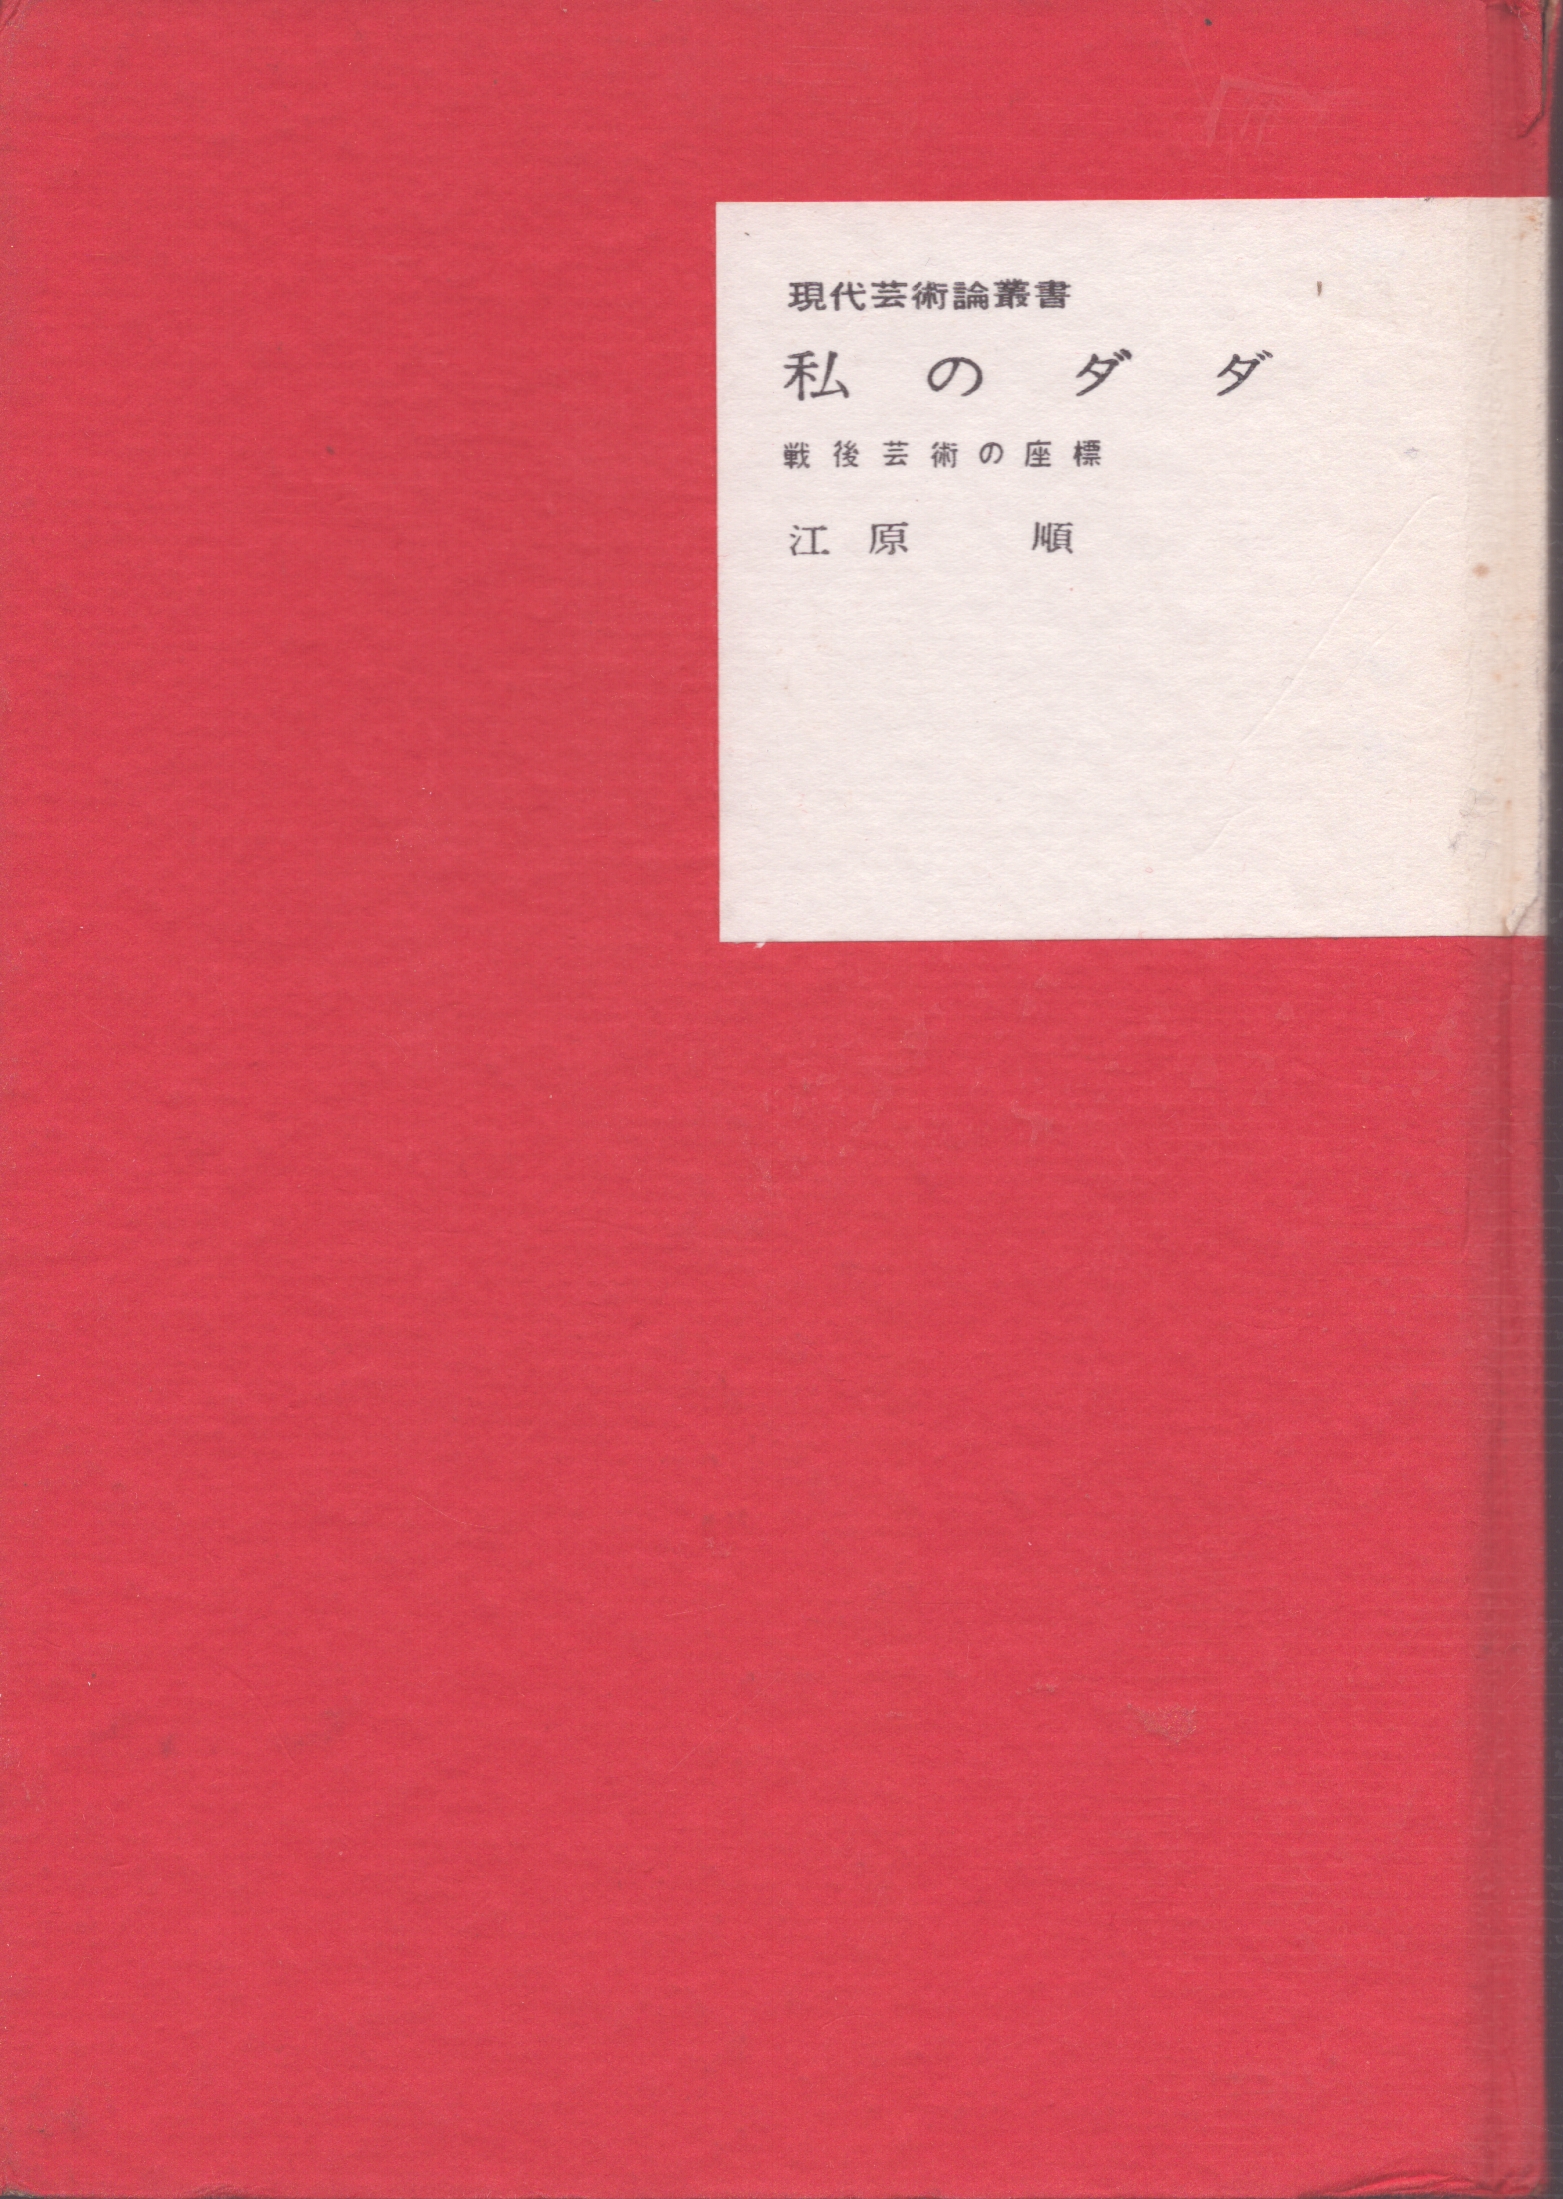 現代芸術論叢書
私のダダ
戦後芸術の座標
江原 順